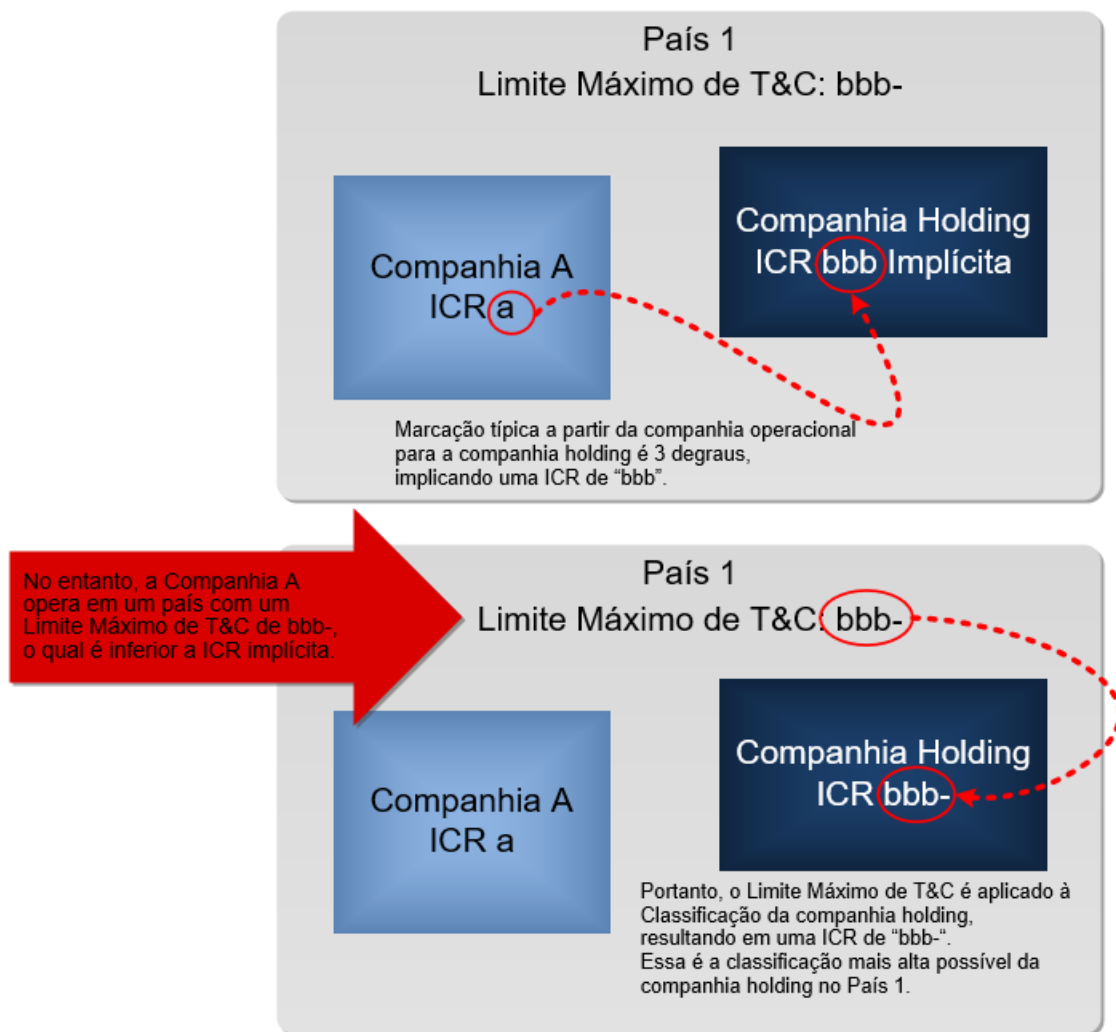 País 1
Limite Máximo de T&C: bbb-
Companhia A
ICR a
Companhia Holding
ICR bbb Implícita
Marcação típica a partir da companhia operacional
para a companhia holding é 3 degraus,
implicando uma ICR de “bbb”.
No entanto, a Companhia A
opera em um país com um
Limite Máximo de T&C de bbb-,
o qual é inferior a ICR implícita.
País 1
Limite Máximo de T&C: bbb-
Companhia A
ICR a
Companhia Holding
ICR bbb-
Portanto, o Limite Máximo de T&C é aplicado à
Classificação da companhia holding,
resultando em uma ICR de “bbb-“.
Essa é a classificação mais alta possível da
companhia holding no País 1.